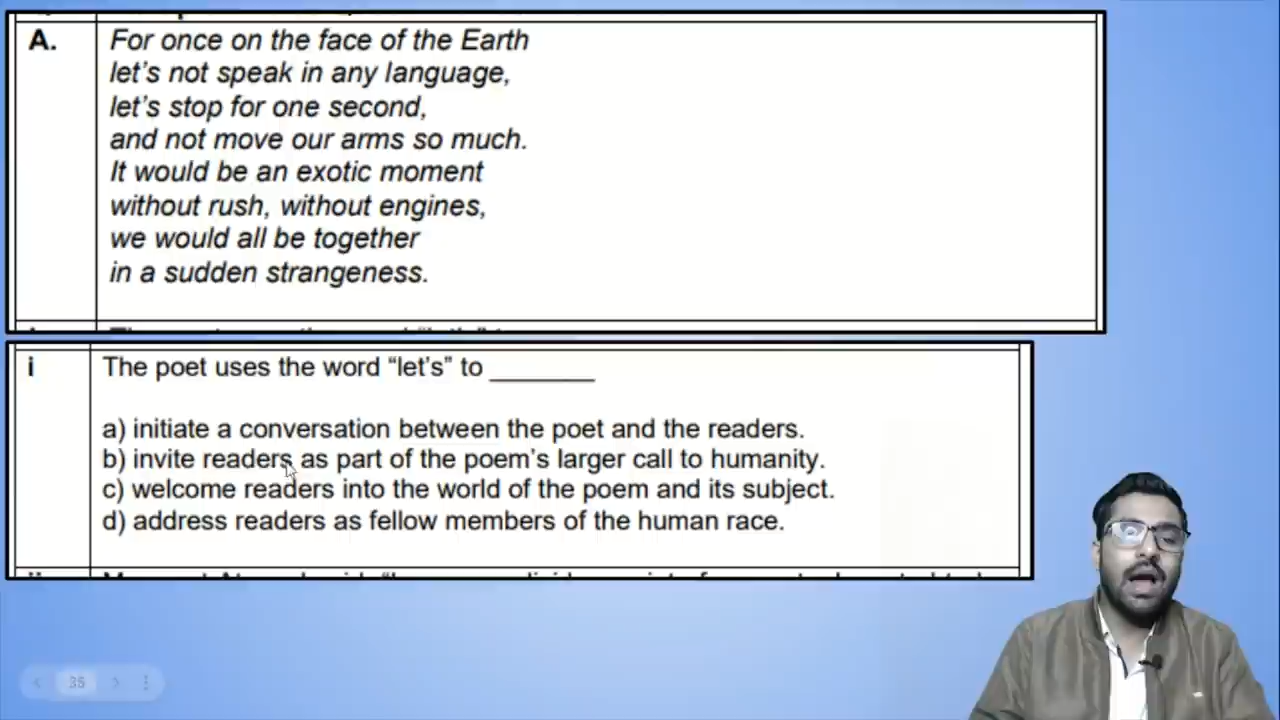 A.
For once on the face of the Earth
let's not speak in any language,
let's stop for one second,
and not move our arms so much.
It would be an exotic moment
without rush, without engines,
we would all be together
in a sudden strangeness.
i
The poet uses the word “let's” to _______
a) initiate a conversation between the poet and the readers.
b) invite readers as part of the poem's larger call to humanity.
c) welcome readers into the world of the poem and its subject.
d) address readers as fellow members of the human race.
35